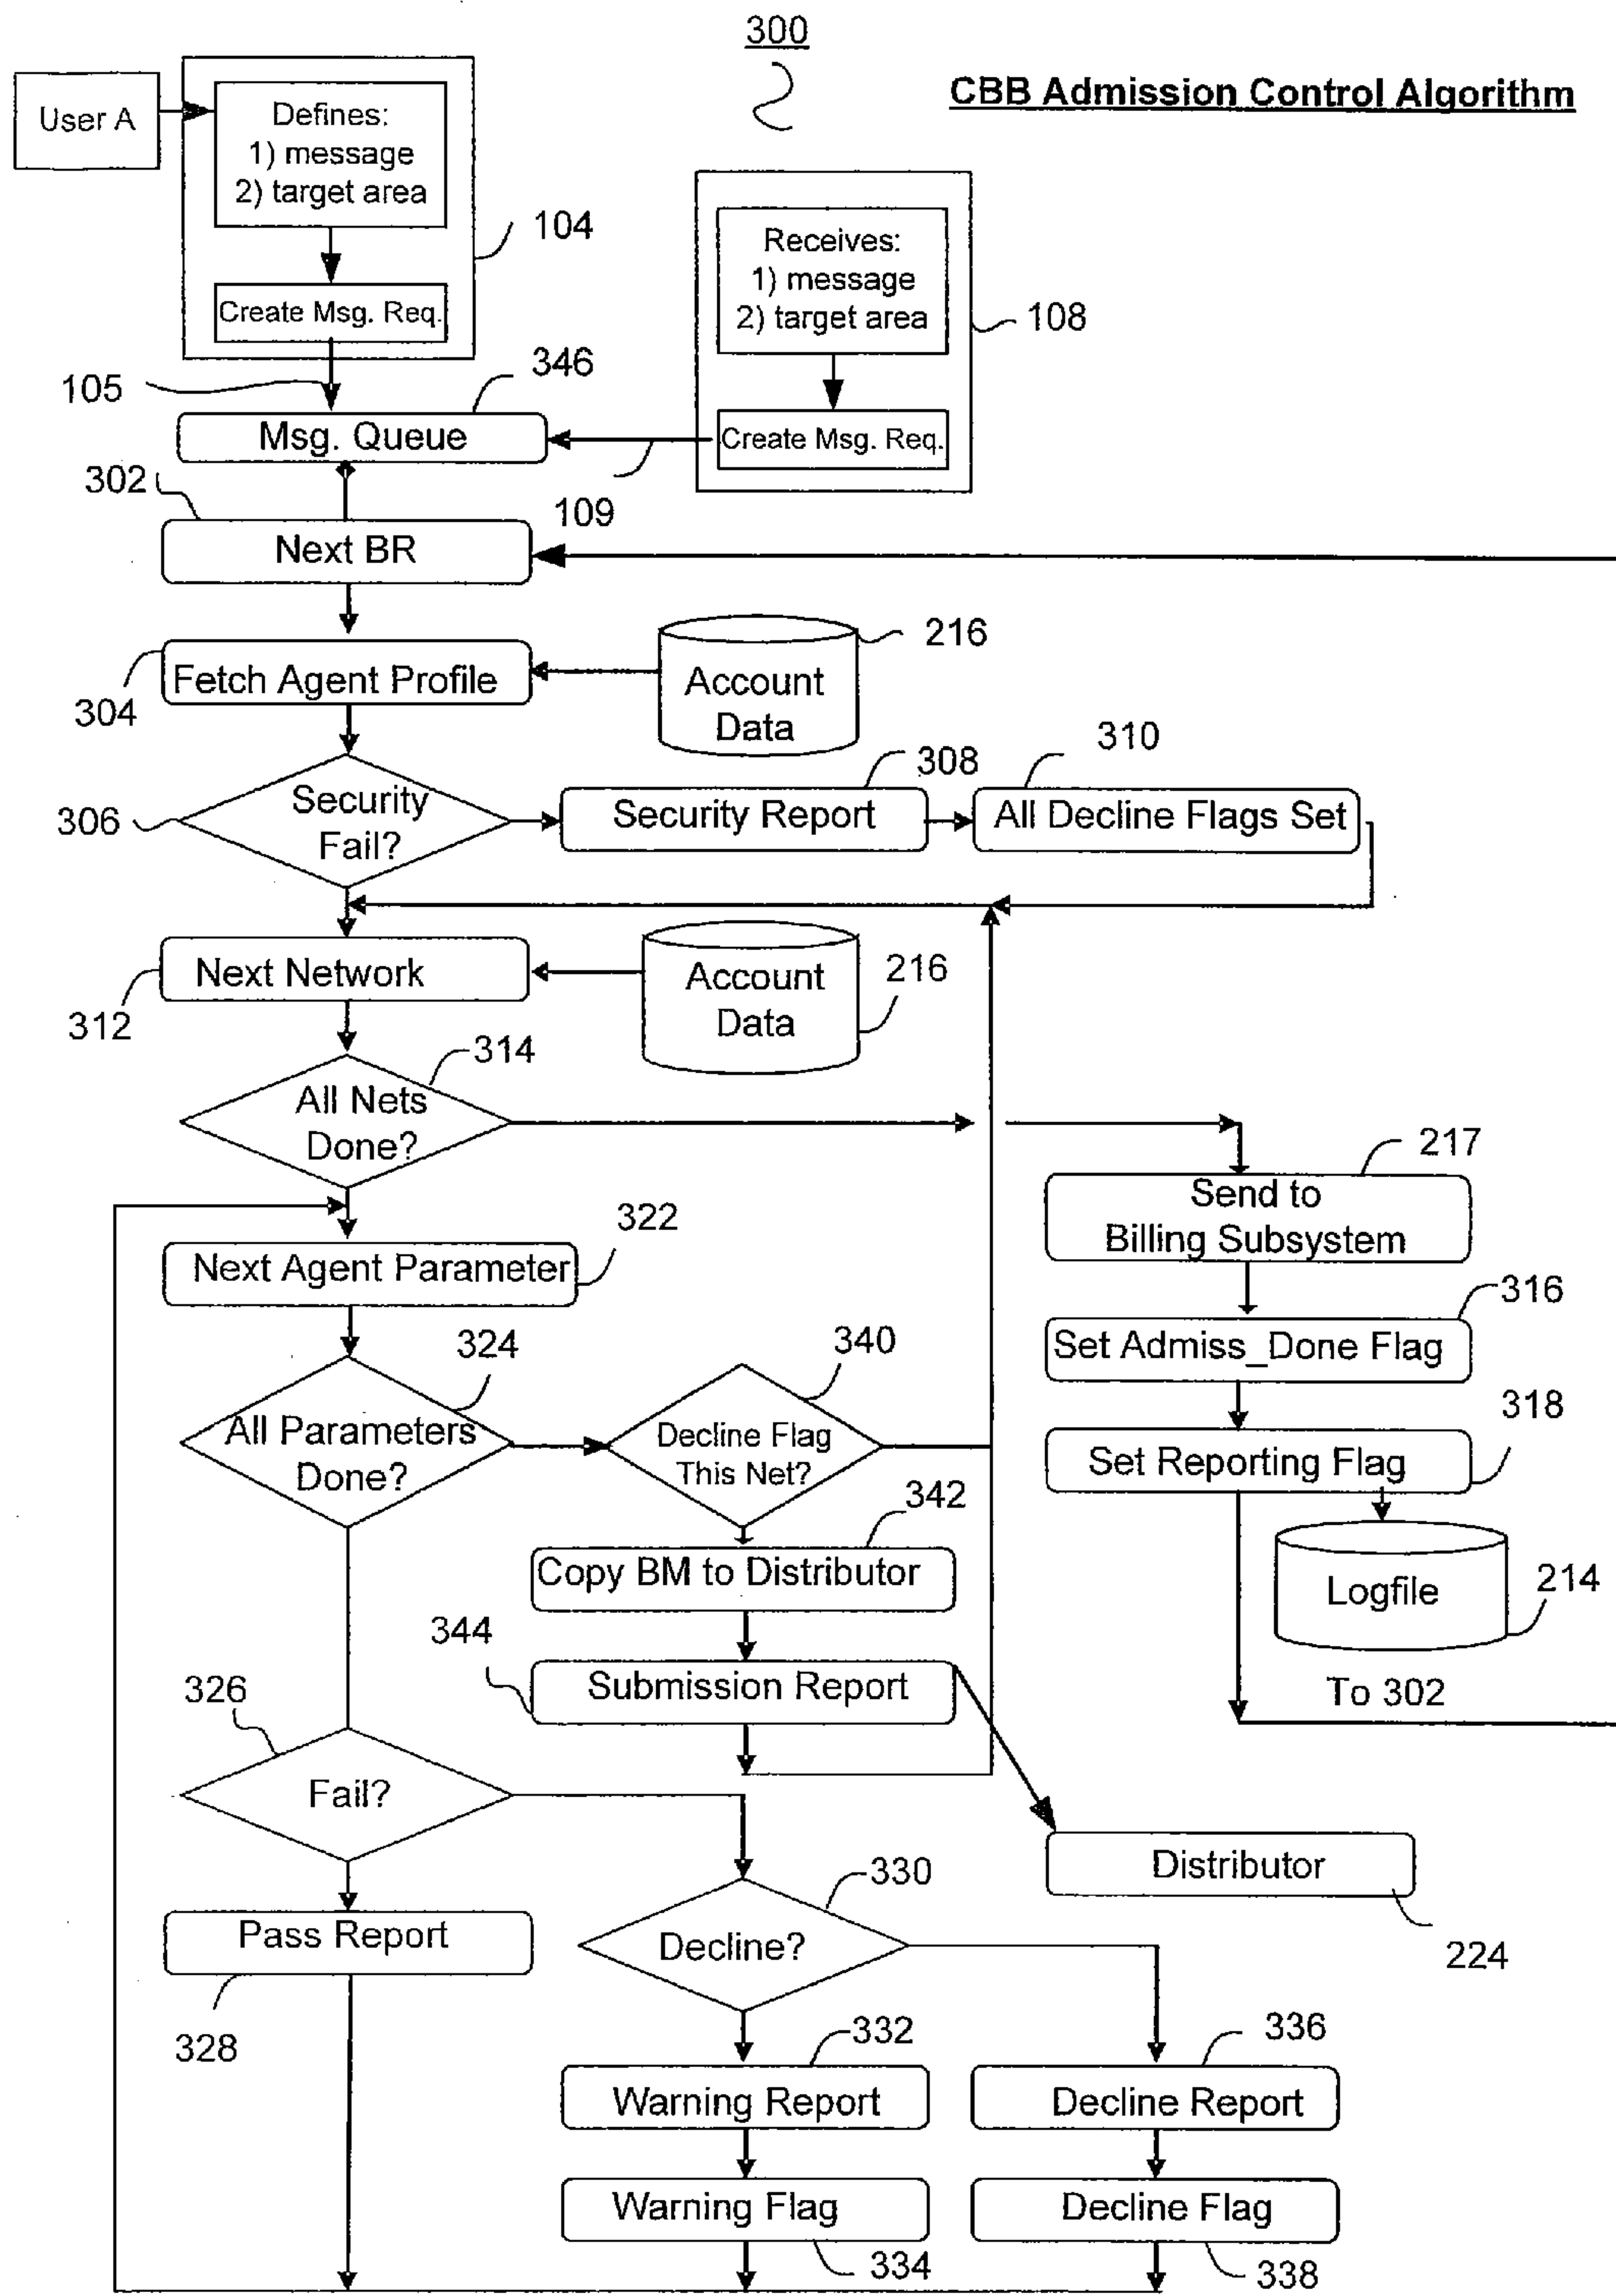 300
CBB Admission Control Algorithm
User A
Defines:
1) message
2) target area
104
Create Msg. Req.
Receives:
1) message
2) target area
108
105
346
Msg. Queue
Create Msg. Req.
302
109
Next BR
216
Account
Data
Fetch Agent Profile
304
310
308
Security
Fail?
306
Security Report
All Decline Flags Set
Next Network
312
Account
Data
216
314
All Nets
Done?
217
Send to
Billing Subsystem
322
Next Agent Parameter
316
Set Admiss_Done Flag
324
340
All Parameters
Done?
Decline Flag
This Net?
318
Set Reporting Flag
342
Copy BM to Distributor
Logfile
214
344
Submission Report
To 302
326
Fail?
Distributor
224
330
Decline?
Pass Report
328
332
336
Warning Report
Decline Report
Warning Flag
Decline Flag
334
338